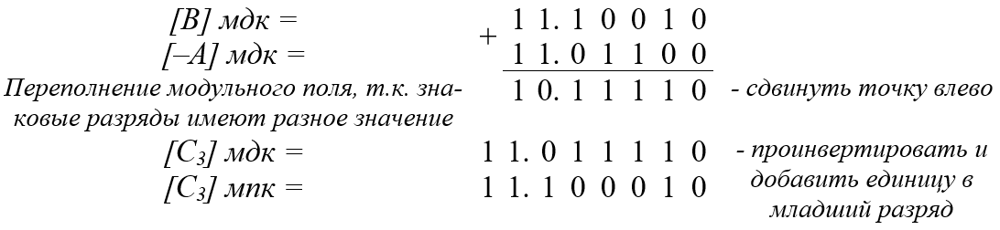 [B] мдк = 1 1. 1 0 0 1 0
+
[–A] мдк = 1 1. 0 1 1 0 0
Переполнение модульного поля, т.к. зна- 1 0. 1 1 1 1 0 - сдвинуть точку влево
ковые разряды имеют разное значение
[C3] мдк = 1 1. 0 1 1 1 1 0 - проинвертировать и
[C3] мпк = 1 1. 1 0 0 0 1 0 добавить единицу в
младший разряд